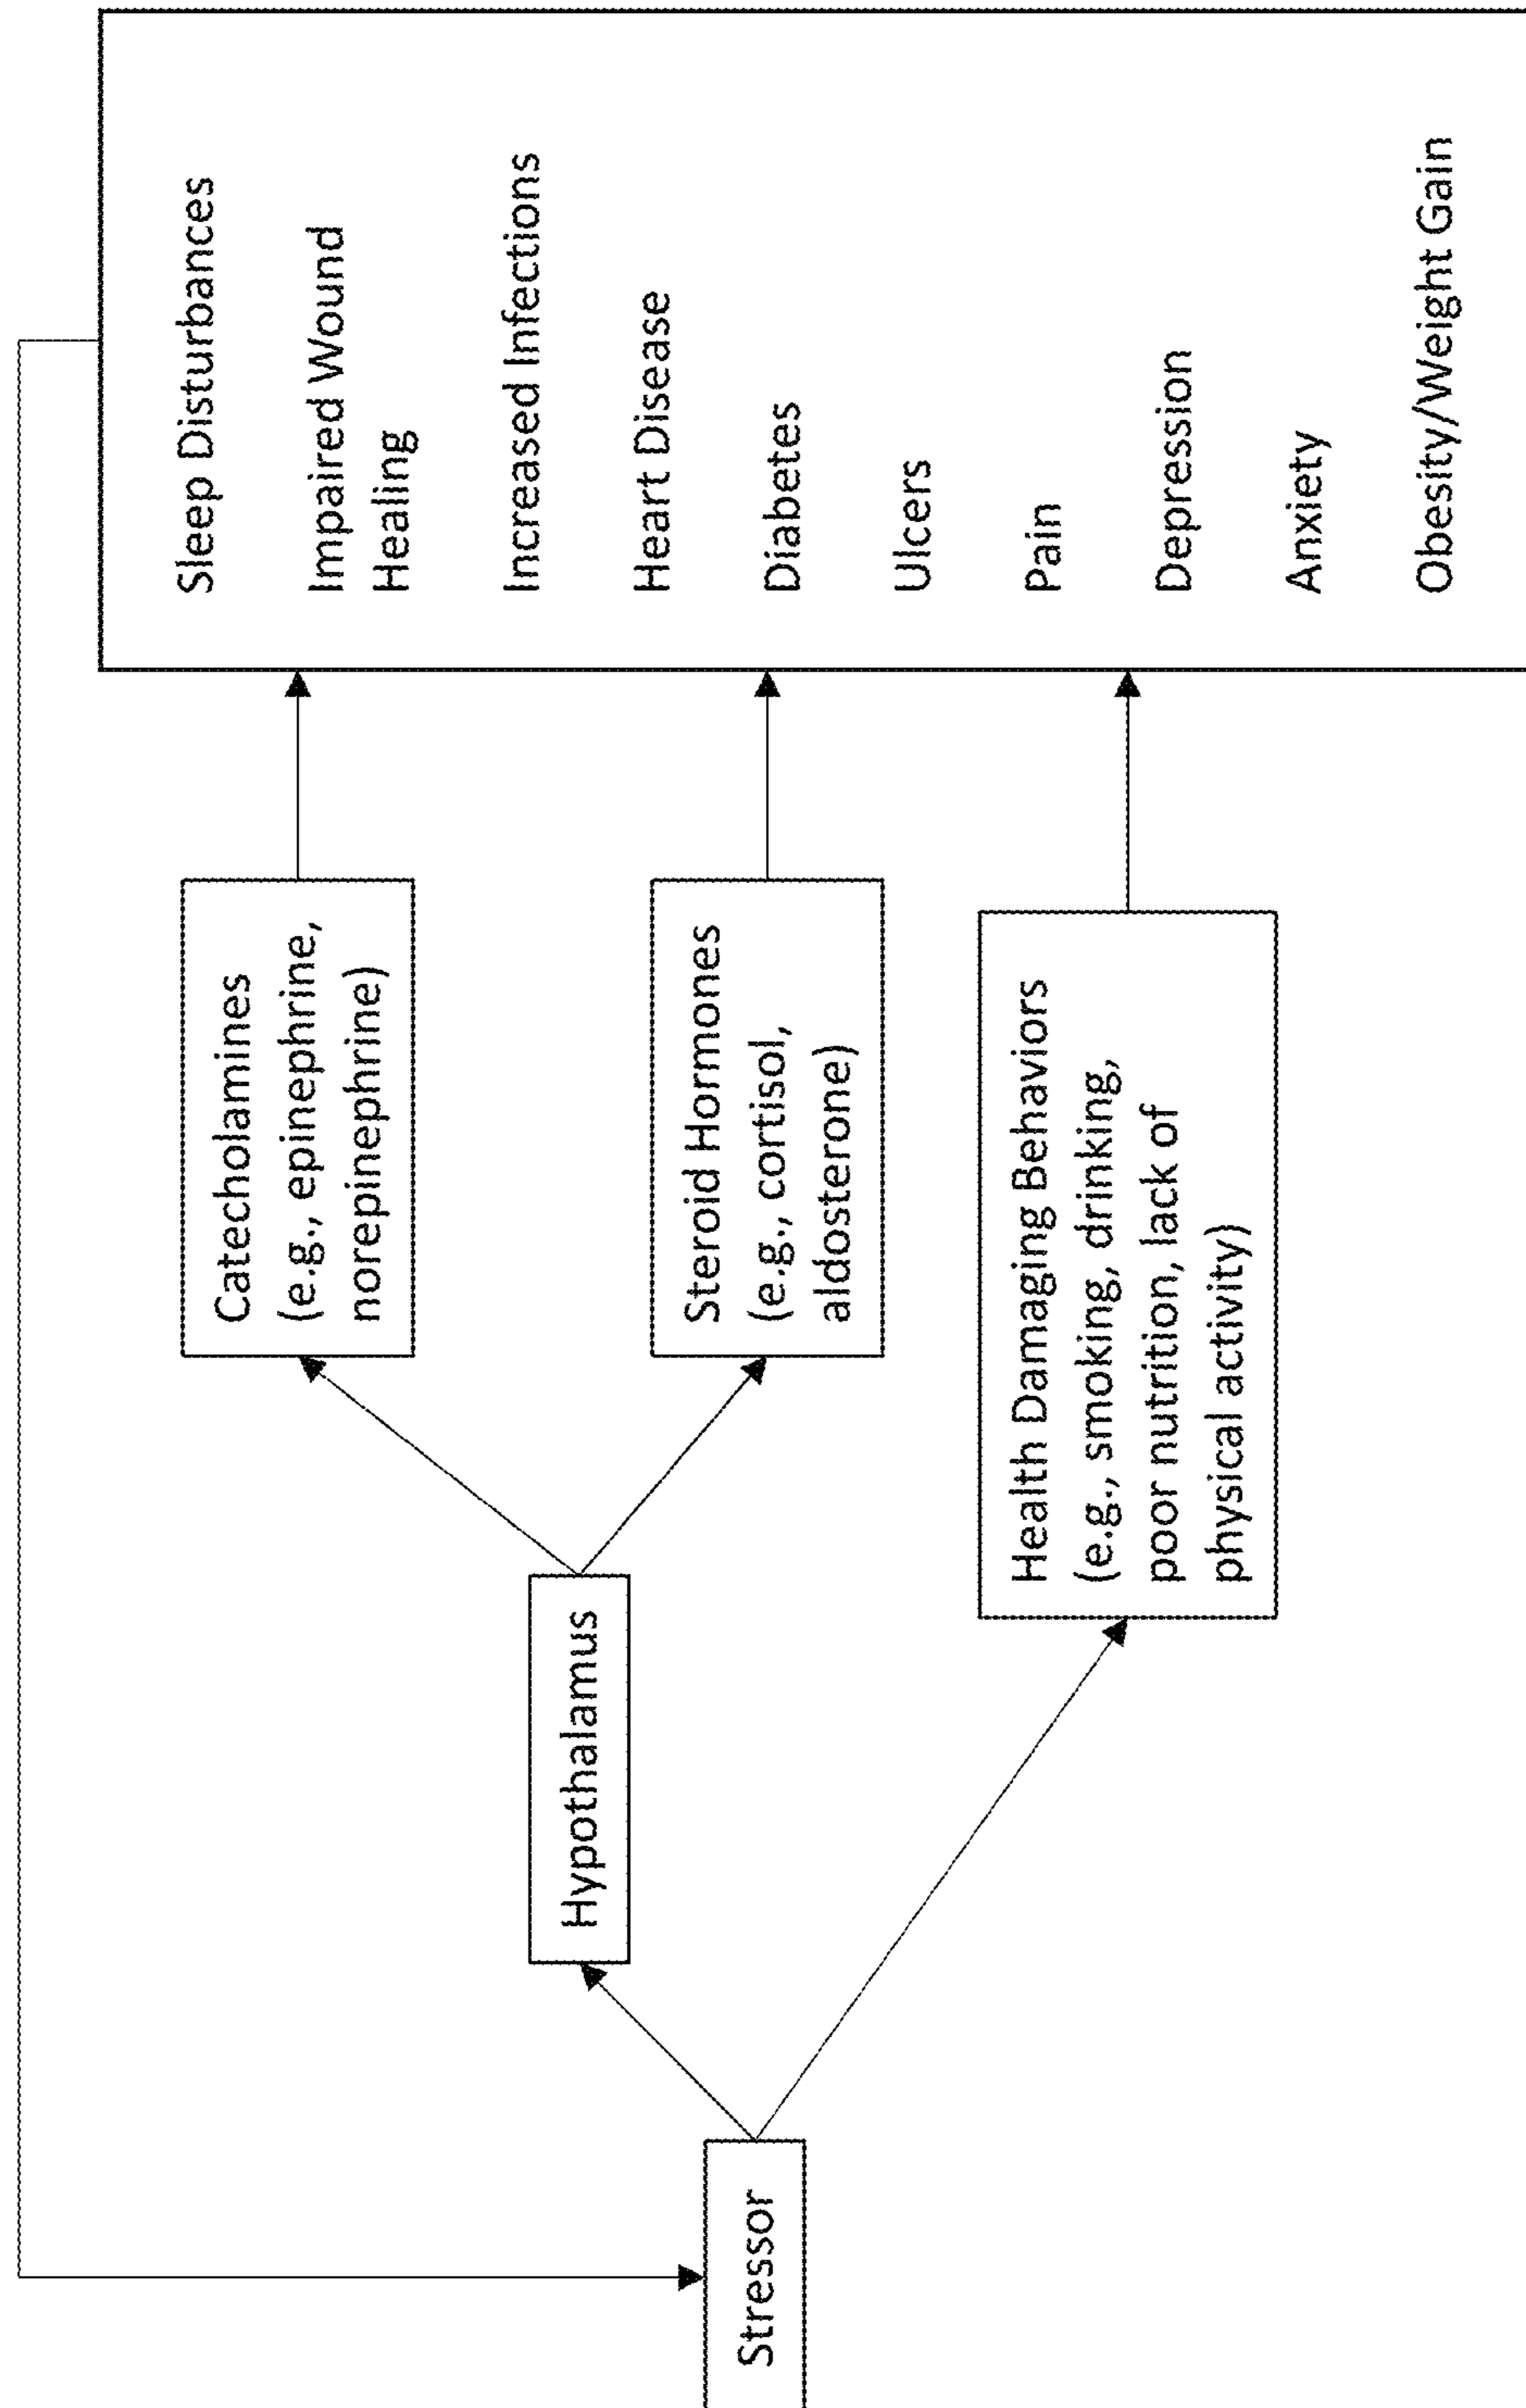 Stressor
Hypothalamus
Catecholamines
(e.g., epinephrine,
norepinephrine)
Steroid Hormones
(e.g., cortisol,
aldosterone)
Health Damaging Behaviors
(e.g., smoking, drinking,
poor nutrition, lack of
physical activity)
Sleep Disturbances
Impaired Wound
Healing
Increased Infections
Heart Disease
Diabetes
Ulcers
Pain
Depression
Anxiety
Obesity/Weight Gain